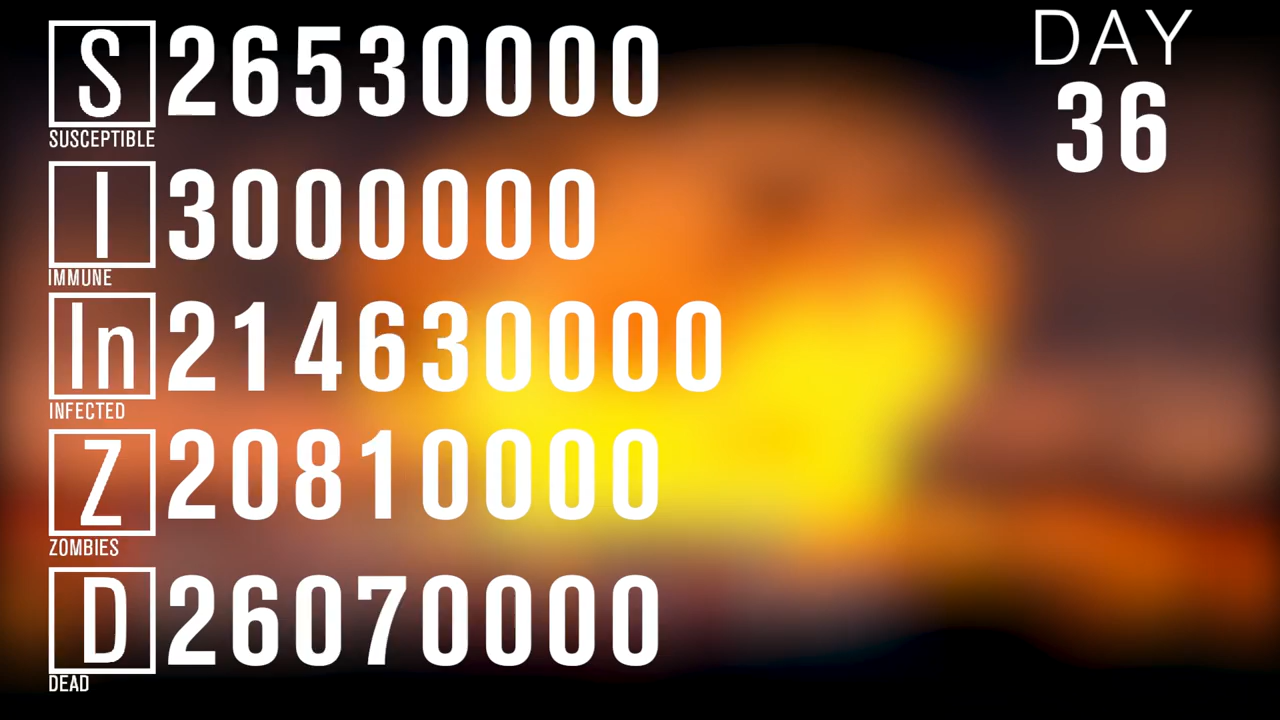 S 26530000
SUSCEPTIBLE
DAY
36
I 3000000
IMMUNE
In 214630000
INFECTED
Z 20810000
ZOMBIES
D 26070000
DEAD